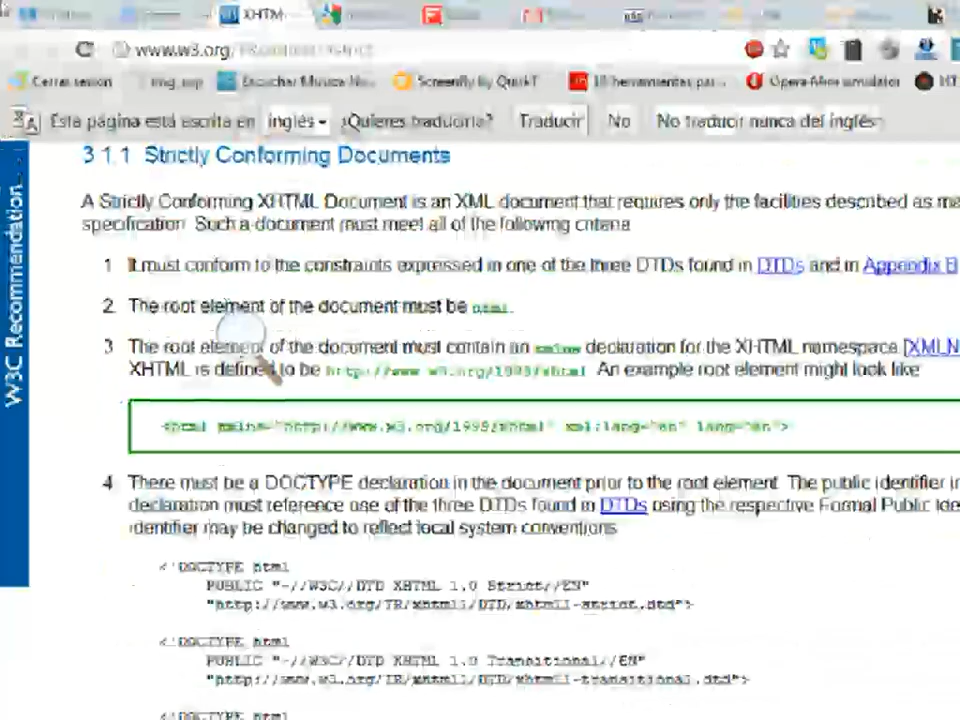 XHTM
www.w3.org/
Cerrar sesión
Escuchar Música
Screenfly by QuirkT
10 herramientas par...
Opera Mini simulator
Esta página está escrita en inglés ¿Quieres traducirla? Traducir No No traducir nunca del inglés
W3C Recommendation
3.1.1. Strictly Conforming Documents
A Strictly Conforming XHTML Document is an XML document that requires only the facilities described as ma
specification. Such a document must meet all of the following criteria:
1. It must conform to the constraints expressed in one of the three DTDs found in DTDs and in Appendix B
2. The root element of the document must be html.
3. The root element of the document must contain an xmlns declaration for the XHTML namespace [XMLN
XHTML is defined to be http://www.w3.org/1999/xhtml. An example root element might look like:
<html xmlns="http://www.w3.org/1999/xhtml" xml:lang="en" lang="en">
4. There must be a DOCTYPE declaration in the document prior to the root element. The public identifier in
declaration must reference one of the three DTDs found in DTDs using the respective Formal Public Ide
identifier may be changed to reflect local system conventions.
<!DOCTYPE html
PUBLIC "-//W3C//DTD XHTML 1.0 Strict//EN"
"http://www.w3.org/TR/xhtml1/DTD/xhtml1-strict.dtd">
<!DOCTYPE html
PUBLIC "-//W3C//DTD XHTML 1.0 Transitional//EN"
"http://www.w3.org/TR/xhtml1/DTD/xhtml1-transitional.dtd">
<!DOCTYPE html